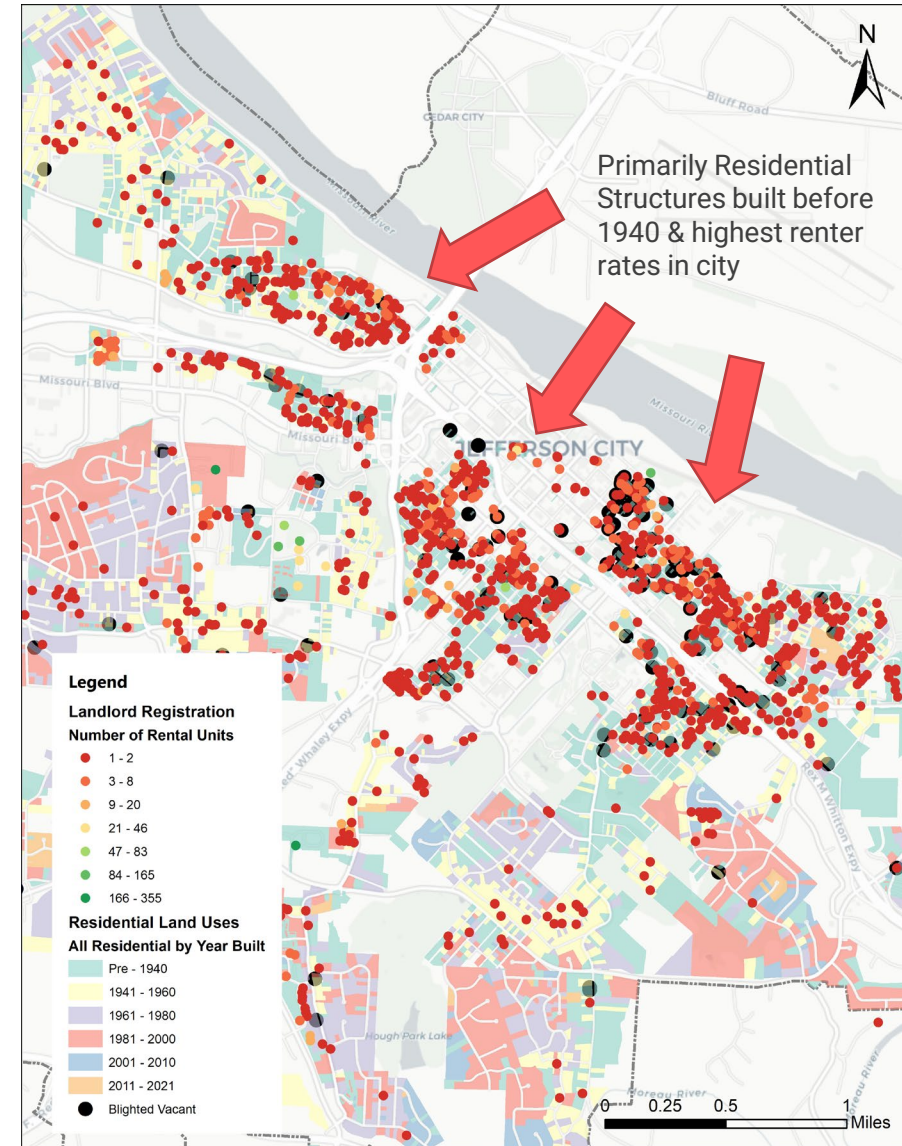 N
Bluff Road
CEDAR CITY
Primarily Residential
Structures built before
1940 & highest renter
rates in city
Missouri River
Missouri Blvd
Missouri Blvd
JEFFERSON CITY
Whaley Expy
Rex M Whitton Expy
Legend
Landlord Registration
Number of Rental Units
1 - 2
3 - 8
9 - 20
21 - 46
47 - 83
84 - 165
166 - 355
Residential Land Uses
All Residential by Year Built
Pre - 1940
1941 - 1960
1961 - 1980
1981 - 2000
2001 - 2010
2011 - 2021
Blighted Vacant
Hough Park Lake
Moreau River
Moreau River
0 0.25 0.5 1
Miles